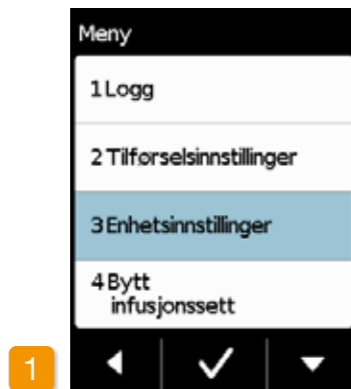 Meny
1 Logg
2 Tilførselsinnstillinger
3 Enhetsinnstillinger
4 Bytt
infusjonssett
1